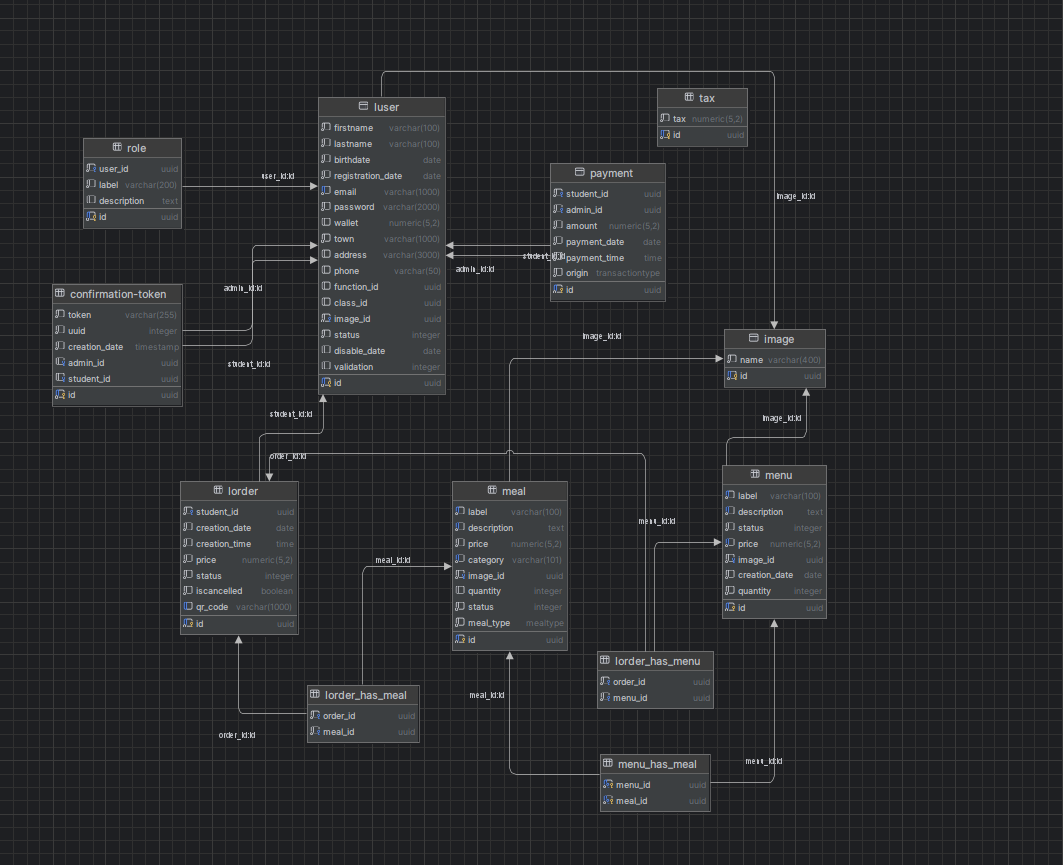 luser
firstname varchar(100)
lastname varchar(100)
birthdate date
registration_date date
email varchar(1000)
password varchar(2000)
wallet numeric(5,2)
town varchar(1000)
address varchar(3000)
phone varchar(50)
function_id uuid
class_id uuid
image_id uuid
status integer
disable_date date
validation integer
id uuid
tax
tax numeric(5,2)
id uuid
role
user_id uuid
label varchar(200)
description text
id uuid
user_id:id
payment
student_id uuid
admin_id uuid
amount numeric(5,2)
payment_date date
payment_time time
origin transactiontype
id uuid
image_id:id
admin_id:id
confirmation-token
token varchar(255)
uuid integer
creation_date timestamp
admin_id uuid
student_id uuid
id uuid
admin_id:id
student_id:id
image
name varchar(400)
id uuid
image_id:id
image_id:id
student_id:id
order_id:id
lorder
student_id uuid
creation_date date
creation_time time
price numeric(5,2)
status integer
iscancelled boolean
qr_code varchar(1000)
id uuid
meal
label varchar(100)
description text
price numeric(5,2)
category varchar(101)
image_id uuid
quantity integer
status integer
meal_type mealtype
id uuid
menu
label varchar(100)
description text
status integer
price numeric(5,2)
image_id uuid
creation_date date
quantity integer
id uuid
menu_id:id
meal_id:id
lorder_has_menu
order_id uuid
menu_id uuid
lorder_has_meal
order_id uuid
meal_id uuid
meal_id:id
order_id:id
menu_has_meal
menu_id uuid
meal_id uuid
menu_id:id